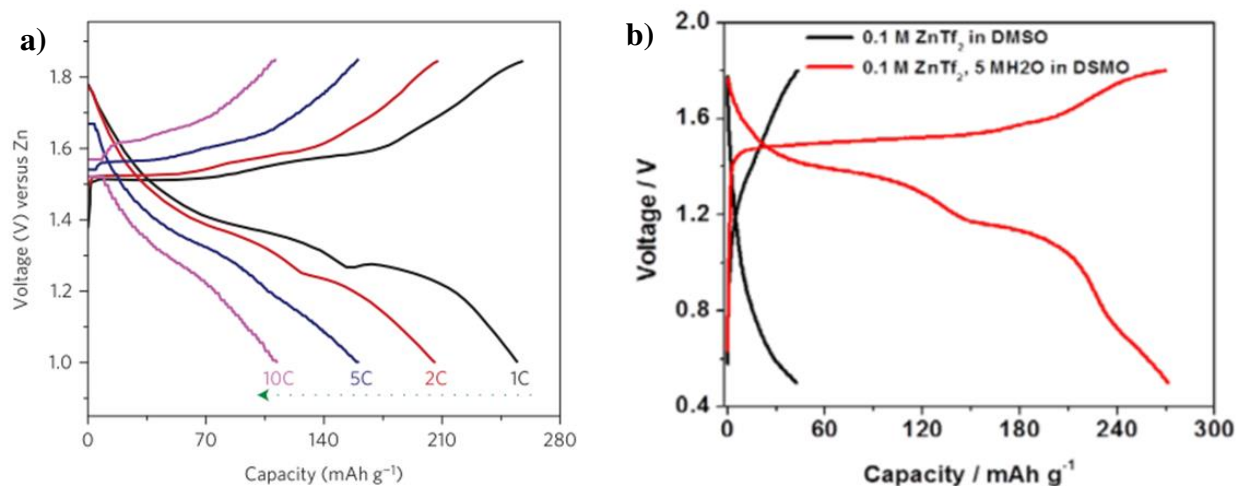 a)
Voltage (V) versus Zn
1.8
1.6
1.4
1.2
1.0
10C 5C 2C 1C
0 70 140 210 280
Capacity (mAh g⁻¹)
b)
0.1 M ZnTf₂ in DMSO
0.1 M ZnTf₂, 5 MH2O in DSMO
Voltage / V
2.0
1.6
1.2
0.8
0.4
0 60 120 180 240 300
Capacity / mAh g⁻¹